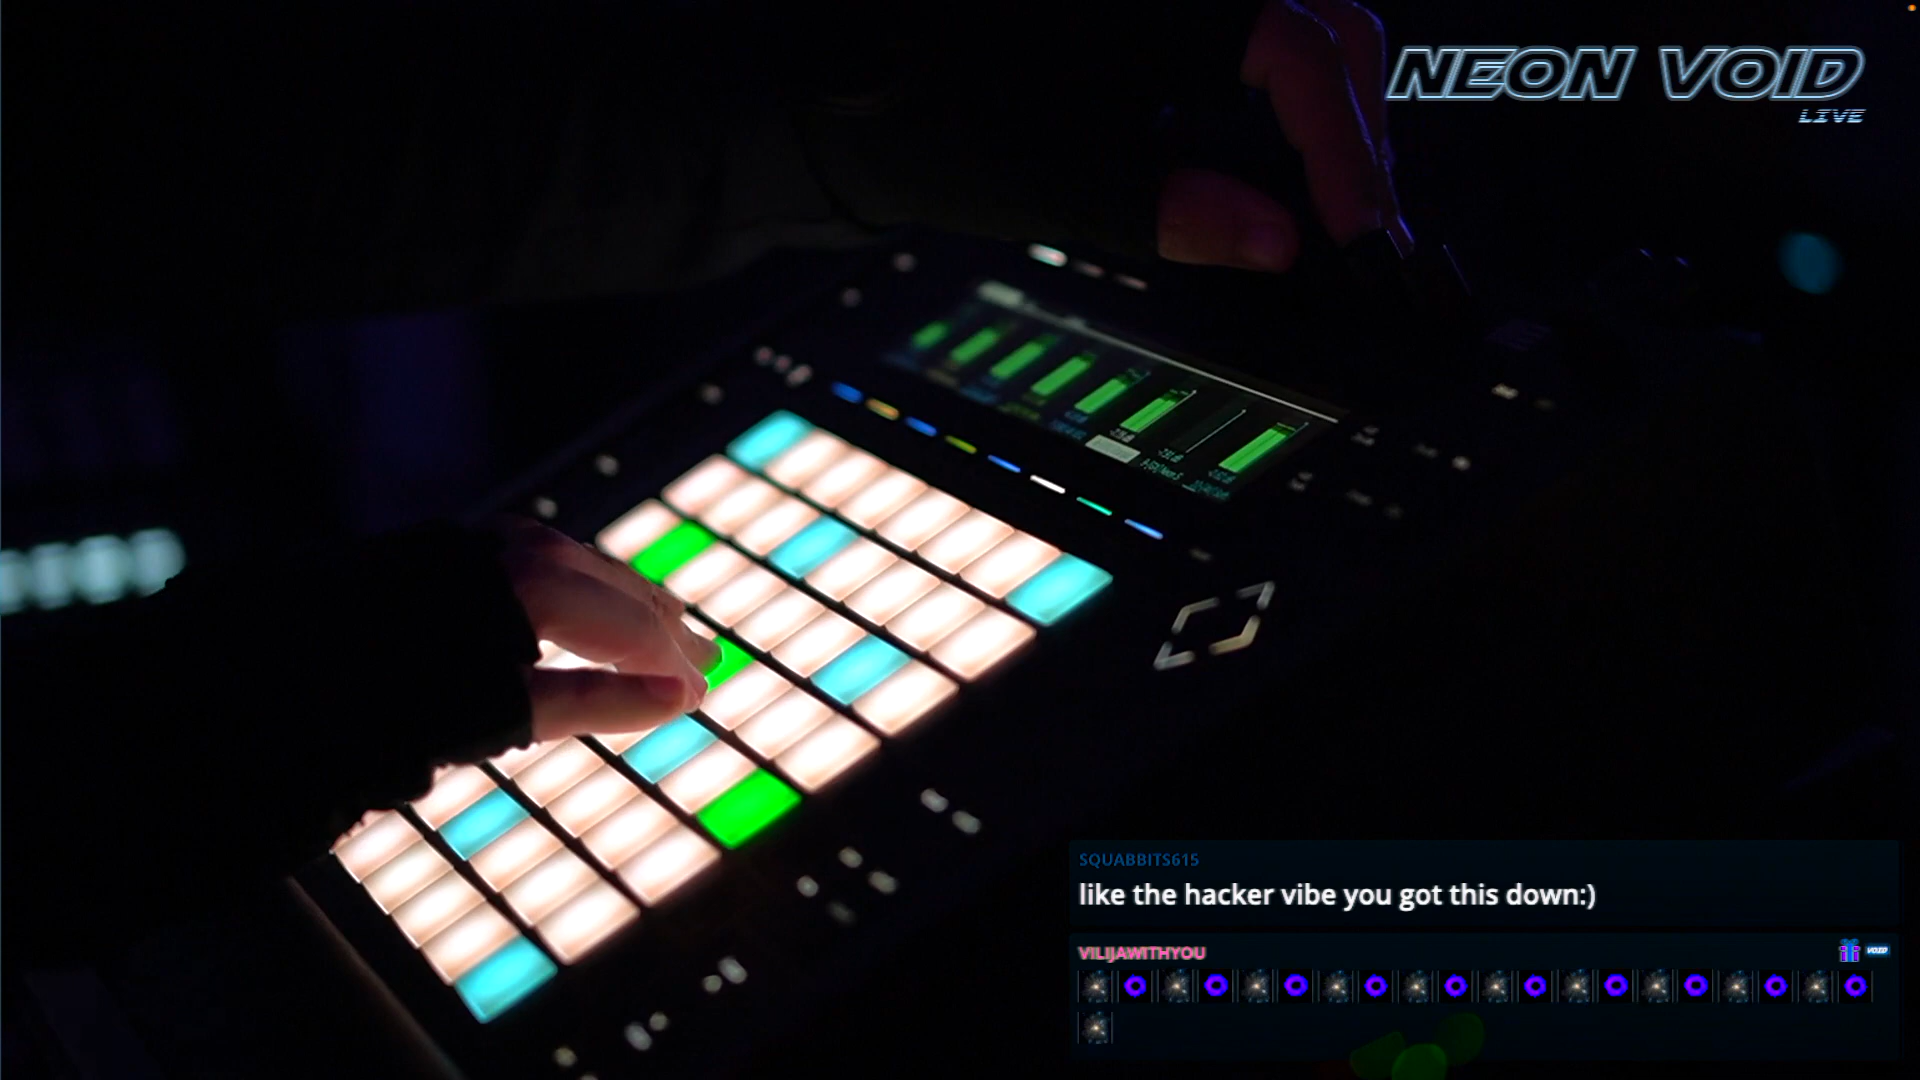 NEON VOID
LIVE
SQUABBITS615
like the hacker vibe you got this down:)
VILIJAWITHYOU
VOID